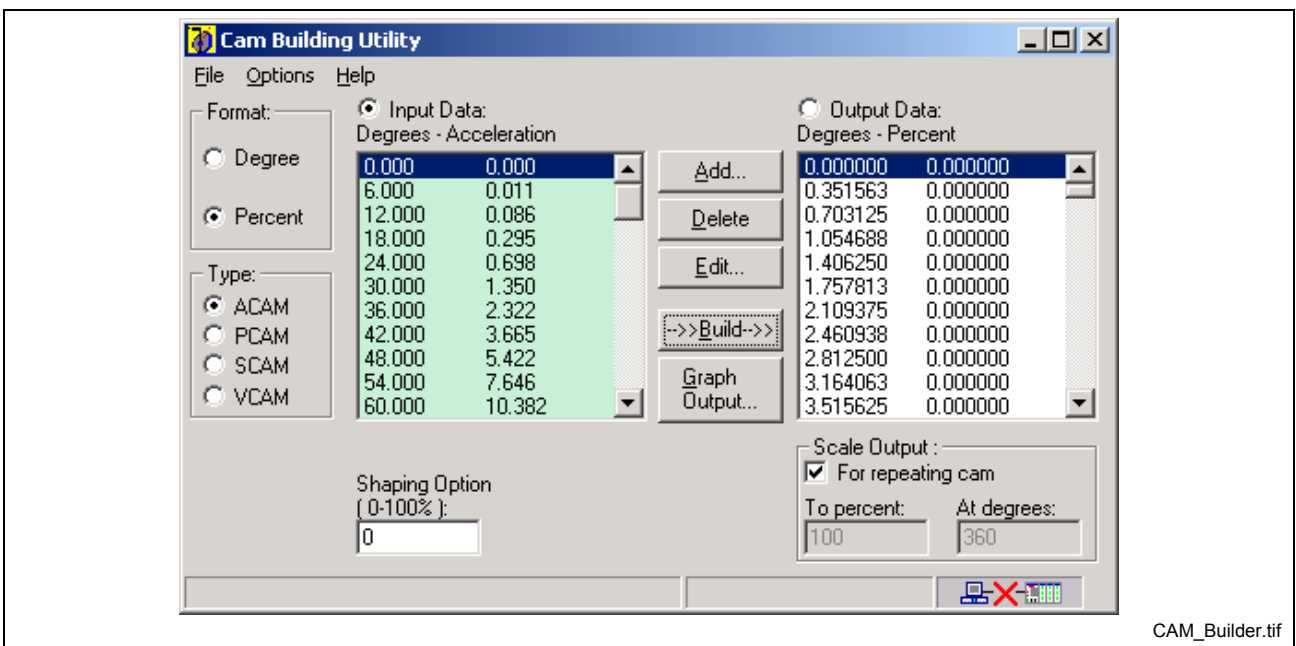 Cam Building Utility
File Options Help
Format:
Degree
Percent
Type:
ACAM
PCAM
SCAM
VCAM
Input Data:
Degrees - Acceleration
0.000 0.000
6.000 0.011
12.000 0.086
18.000 0.295
24.000 0.698
30.000 1.350
36.000 2.322
42.000 3.665
48.000 5.422
54.000 7.646
60.000 10.382
Shaping Option
( 0-100% ):
0
Add...
Delete
Edit...
-->>Build-->>
Graph
Output...
Output Data:
Degrees - Percent
0.000000 0.000000
0.351563 0.000000
0.703125 0.000000
1.054688 0.000000
1.406250 0.000000
1.757813 0.000000
2.109375 0.000000
2.460938 0.000000
2.812500 0.000000
3.164063 0.000000
3.515625 0.000000
Scale Output :
For repeating cam
To percent: At degrees:
100 360
CAM_Builder.tif